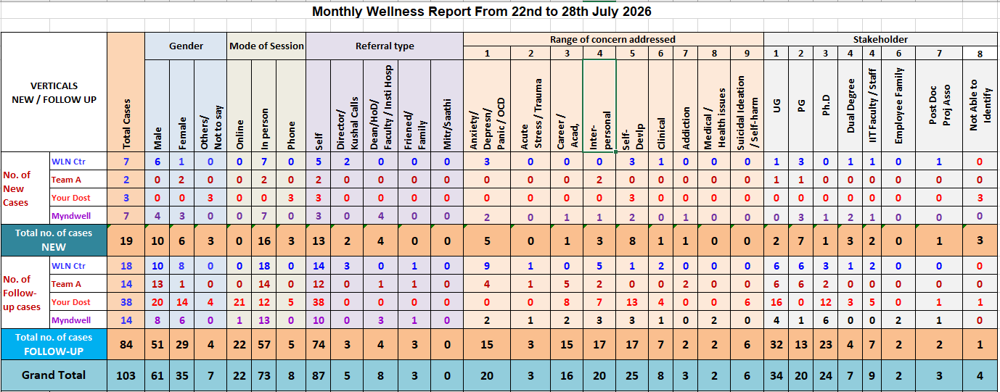 Monthly Wellness Report From 22nd to 28th July 2026
VERTICALS
NEW / FOLLOW UP
Total Cases
Gender
Mode of Session
Referral type
Range of concern addressed
Stakeholder
1 2 3 4 5 6 7 8 9 1 2 3 4 4 6 7 8
Male
Female
Others/
Not to say
Online
In person
Phone
Self
Director/
Kushal Calls
Dean/HoD/
Faculty / Insti Hosp
Friened/
Family
Mitr/Saathi
Anxiety/
Depresn/
Panic / OCD
Acute
Stress / Trauma
Career /
Acad,
Inter-
personal
Self-
Devlp
Clinical
Addiction
Medical /
Health issues
Suicidal Ideation
/ Self-harm
UG
PG
Ph.D
Dual Degree
IIT Faculty / Staff
Employee Family
Post Doc
Proj Asso
Not Able to
Identify
No. of
New
Cases
WLN Ctr 7 6 1 0 0 7 0 5 2 0 0 0 3 0 0 0 3 1 0 0 0 1 3 0 1 1 0 1 0
Team A 2 0 2 0 0 2 0 2 0 0 0 0 0 0 0 2 0 0 0 0 0 1 1 0 0 0 0 0 0
Your Dost 3 0 0 3 0 0 3 3 0 0 0 0 0 0 0 0 3 0 0 0 0 0 0 0 0 0 0 0 3
Myndwell 7 4 3 0 0 7 0 3 0 4 0 0 2 0 1 1 2 0 1 0 0 0 3 1 2 1 0 0 0
Total no. of cases
NEW
19 10 6 3 0 16 3 13 2 4 0 0 5 0 1 3 8 1 1 0 0 2 7 1 3 2 0 1 3
No. of
Follow-
up cases
WLN Ctr 18 10 8 0 0 18 0 14 3 0 1 0 9 1 0 5 1 2 0 0 0 6 6 3 1 2 0 0 0
Team A 14 13 1 0 0 14 0 12 0 1 1 0 4 1 5 2 0 0 2 0 0 6 6 2 0 0 0 0 0
Your Dost 38 20 14 4 21 12 5 38 0 0 0 0 0 0 8 7 13 4 0 0 6 16 0 12 3 5 0 1 1
Myndwell 14 8 6 0 1 13 0 10 0 3 1 0 2 1 2 3 3 1 0 2 0 4 1 6 0 0 2 1 0
Total no. of cases
FOLLOW-UP
84 51 29 4 22 57 5 74 3 4 3 0 15 3 15 17 17 7 2 2 6 32 13 23 4 7 2 2 1
Grand Total 103 61 35 7 22 73 8 87 5 8 3 0 20 3 16 20 25 8 3 2 6 34 20 24 7 9 2 3 4